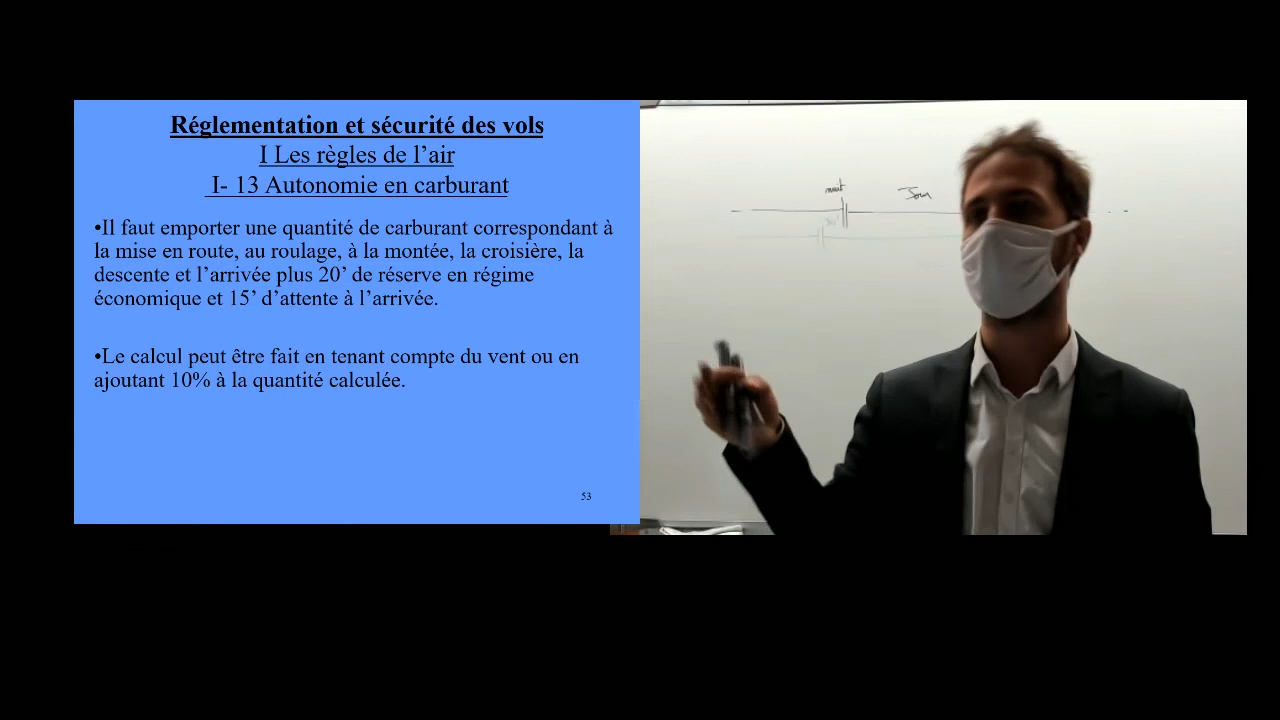 Réglementation et sécurité des vols
I Les règles de l’air
I- 13 Autonomie en carburant
•Il faut emporter une quantité de carburant correspondant à
la mise en route, au roulage, à la montée, la croisière, la
descente et l’arrivée plus 20’ de réserve en régime
économique et 15’ d’attente à l’arrivée.
•Le calcul peut être fait en tenant compte du vent ou en
ajoutant 10% à la quantité calculée.
53
nuit
Jour